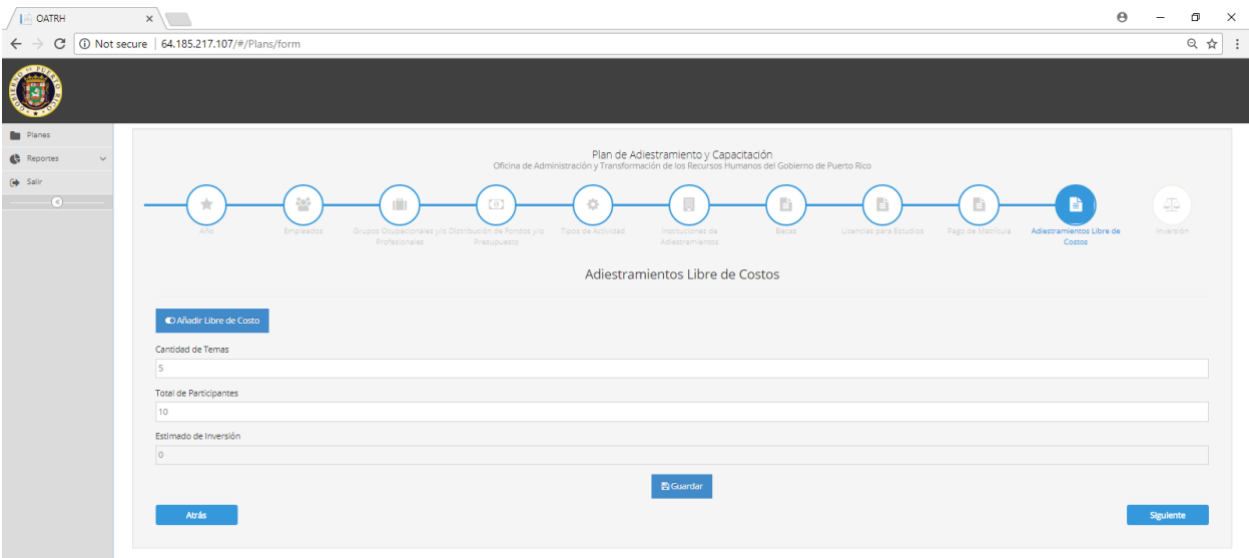 OATRH
Not secure | 64.185.217.107/#/Plans/form
GOBIERNO DE PUERTO RICO
Planes
Reportes
Salir
Plan de Adiestramiento y Capacitación
Oficina de Administración y Transformación de los Recursos Humanos del Gobierno de Puerto Rico
Año
Empleados
Grupos Ocupacionales y/o
Profesionales
Distribución de Fondos y/o
Presupuesto
Tipos de Actividad
Instituciones de
Adiestramientos
Becas
Licencias para Estudios
Pago de Matrícula
Adiestramientos Libre de
Costos
Inversión
Adiestramientos Libre de Costos
Añadir Libre de Costo
Cantidad de Temas
5
Total de Participantes
10
Estimado de Inversión
0
Guardar
Atrás
Siguiente